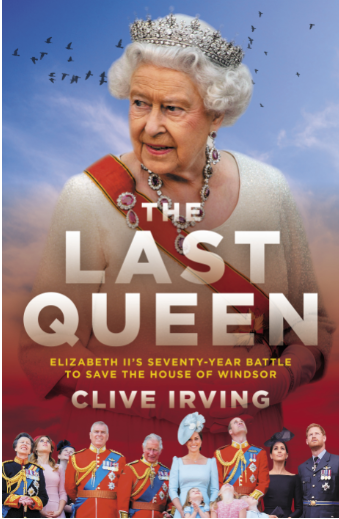 THE
LAST
QUEEN
ELIZABETH II'S SEVENTY-YEAR BATTLE
TO SAVE THE HOUSE OF WINDSOR
CLIVE IRVING